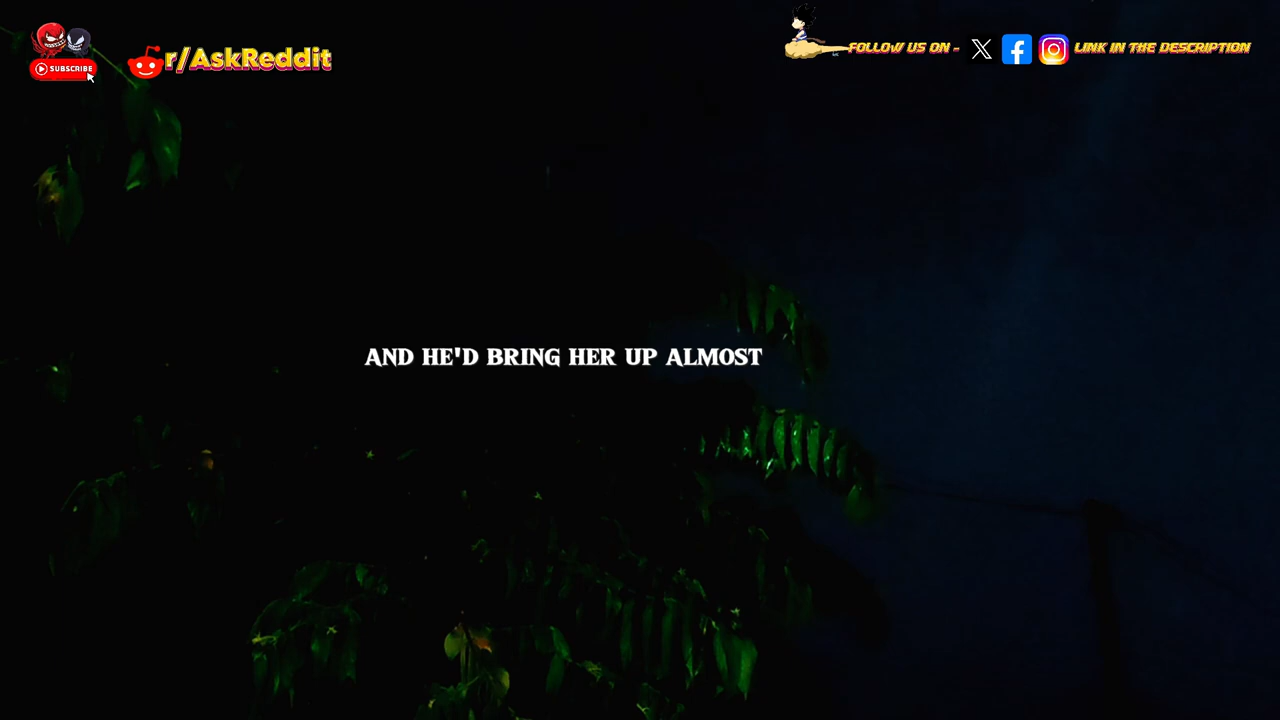 SUBSCRIBE
r/AskReddit
FOLLOW US ON -
LINK IN THE DESCRIPTION
AND HE'D BRING HER UP ALMOST